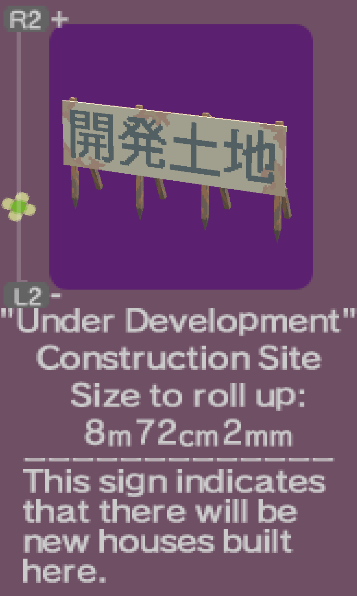 R2 +
開発土地
L2 -
"Under Development"
Construction Site
Size to roll up:
8m72cm2mm
This sign indicates
that there will be
new houses built
here.